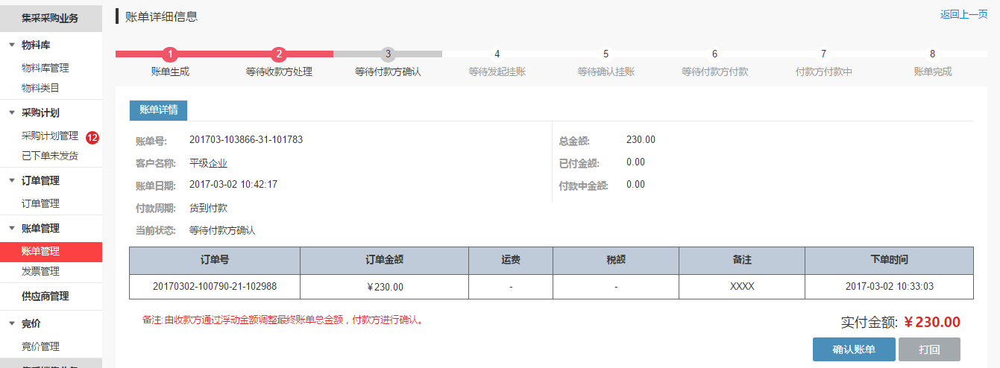 集采采购业务
物料库
物料库管理
物料类目
采购计划
采购计划管理 12
已下单未发货
订单管理
订单管理
账单管理
账单管理
发票管理
供应商管理
竞价
竞价管理
账单详细信息
返回上一页
1 2 3 4 5 6 7 8
账单生成 等待收款方处理 等待付款方确认 等待发起挂账 等待确认挂账 等待付款方付款 付款方付款中 账单完成
账单详情
账单号: 201703-103866-31-101783
客户名称: 平级企业
账单日期: 2017-03-02 10:42:17
付款周期: 货到付款
当前状态: 等待付款方确认
总金额: 230.00
已付金额: 0.00
付款中金额: 0.00
订单号 订单金额 运费 税额 备注 下单时间
20170302-100790-21-102988 ¥230.00 - - XXXX 2017-03-02 10:33:03
备注:由收款方通过浮动金额调整最终账单总金额，付款方进行确认。
实付金额: ¥230.00
确认账单 打回